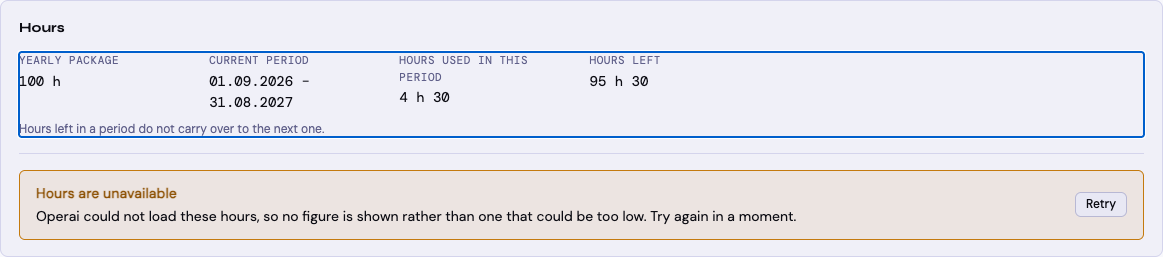 Hours
YEARLY PACKAGE
100 h
CURRENT PERIOD
01.09.2026 –
31.08.2027
HOURS USED IN THIS
PERIOD
4 h 30
HOURS LEFT
95 h 30
Hours left in a period do not carry over to the next one.
Hours are unavailable
Operai could not load these hours, so no figure is shown rather than one that could be too low. Try again in a moment.
Retry